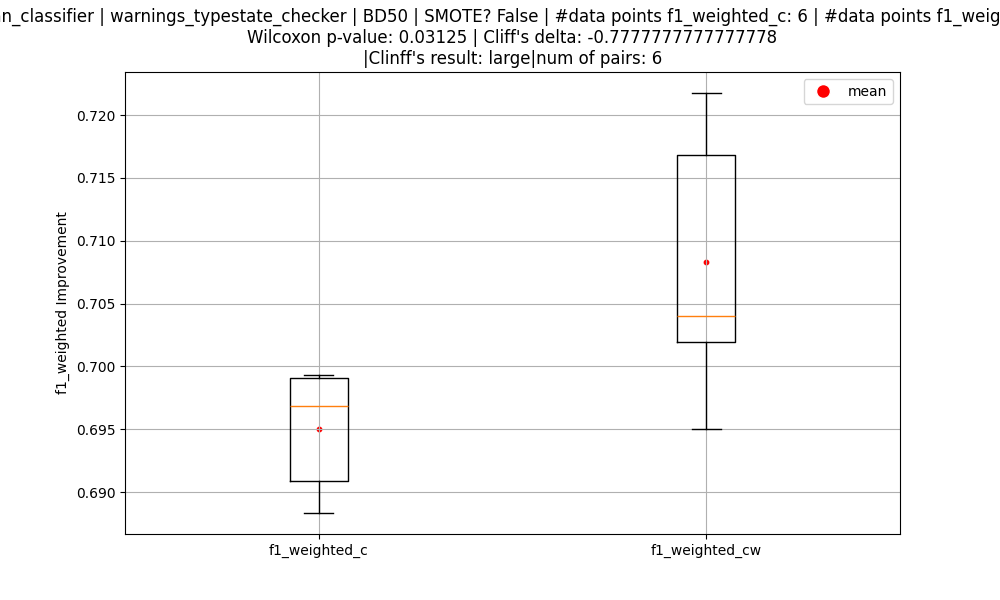 n_classifier | warnings_typestate_checker | BD50 | SMOTE? False | #data points f1_weighted_c: 6 | #data points f1_weig
Wilcoxon p-value: 0.03125 | Cliff's delta: -0.7777777777777778
|Clinff's result: large|num of pairs: 6
mean
0.720
0.715
0.710
0.705
0.700
0.695
0.690
f1_weighted Improvement
f1_weighted_c
f1_weighted_cw